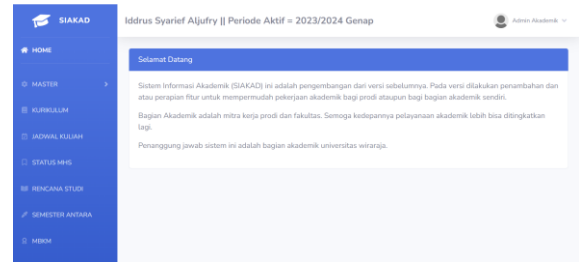 SIAKAD
Iddrus Syarief Aljufry || Periode Aktif = 2023/2024 Genap
Admin Akademik
HOME
MASTER
KURIKULUM
JADWAL KULIAH
STATUS MHS
RENCANA STUDI
SEMESTER ANTARA
MBKM
Selamat Datang
Sistem Informasi Akademik (SIAKAD) ini adalah pengembangan dari versi sebelumnya. Pada versi dilakukan penambahan dan
atau perapian fitur untuk mempermudah pekerjaan akademik bagi prodi ataupun bagi bagian akademik sendiri.
Bagian Akademik adalah mitra kerja prodi dan fakultas. Semoga kedepannya pelayanaan akademik lebih bisa ditingkatkan
lagi.
Penanggung jawab sistem ini adalah bagian akademik universitas wiraraja.